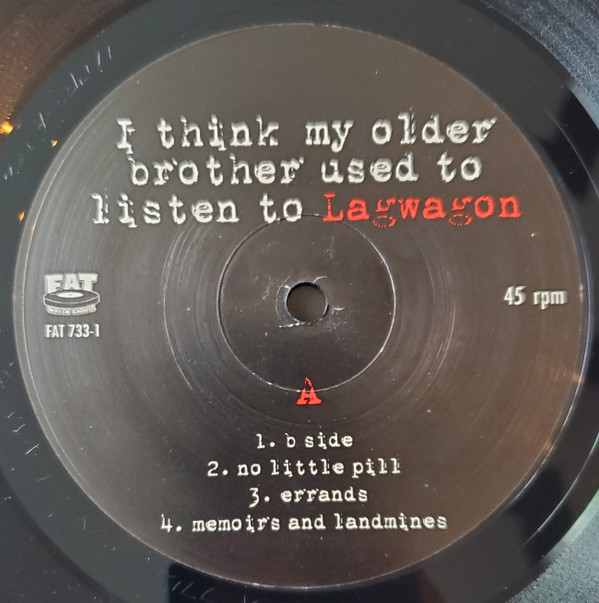 I think my older
brother used to
listen to Lagwagon
FAT
FAT 733-1
45 rpm
A
1. b side
2. no little pill
3. errands
4. memoirs and landmines